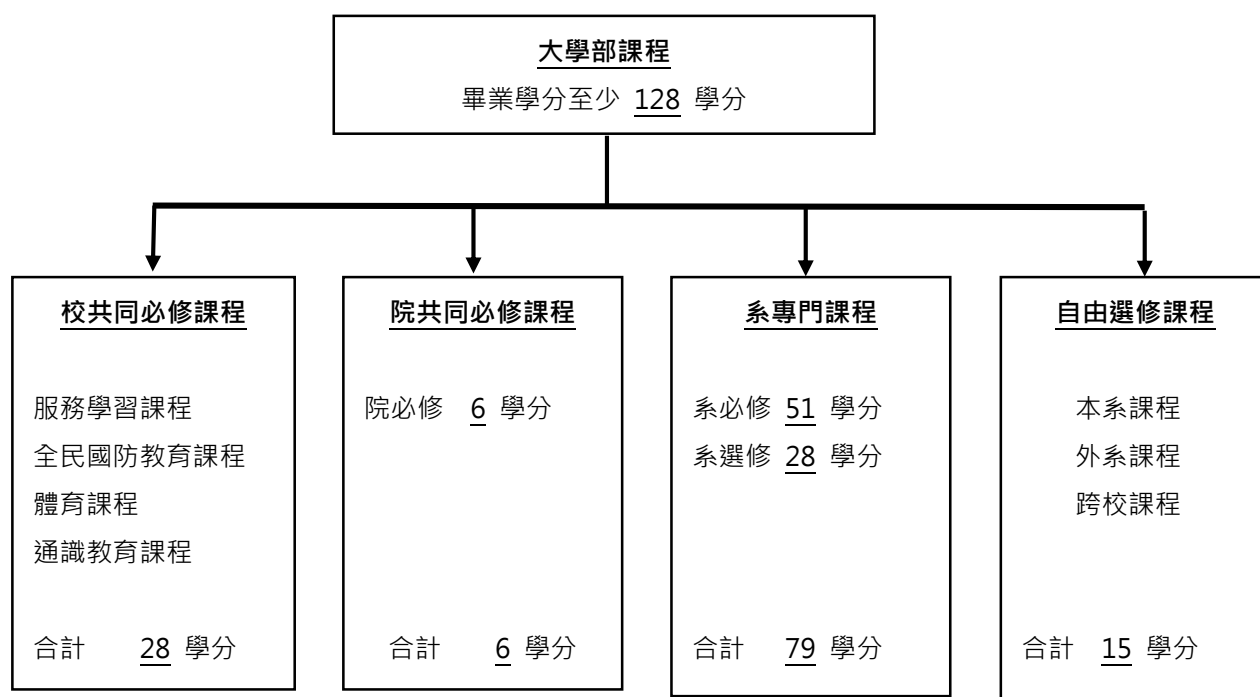 大學部課程
畢業學分至少 128 學分
校共同必修課程
服務學習課程
全民國防教育課程
體育課程
通識教育課程
合計 28 學分
院共同必修課程
院必修 6 學分
合計 6 學分
系專門課程
系必修 51 學分
系選修 28 學分
合計 79 學分
自由選修課程
本系課程
外系課程
跨校課程
合計 15 學分